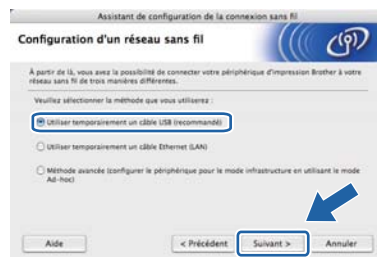 Assistant de configuration de la connexion sans fil
Configuration d'un réseau sans fil
À partir de là, vous avez la possibilité de connecter votre périphérique d'impression Brother à votre
réseau sans fil de trois manières différentes.
Veuillez sélectionner la méthode que vous utiliserez :
Utiliser temporairement un câble USB (recommandé)
Utiliser temporairement un câble Ethernet (LAN)
Méthode avancée (configurer le périphérique pour le mode infrastructure en utilisant le mode
Ad-hoc)
Aide
< Précédent
Suivant >
Annuler